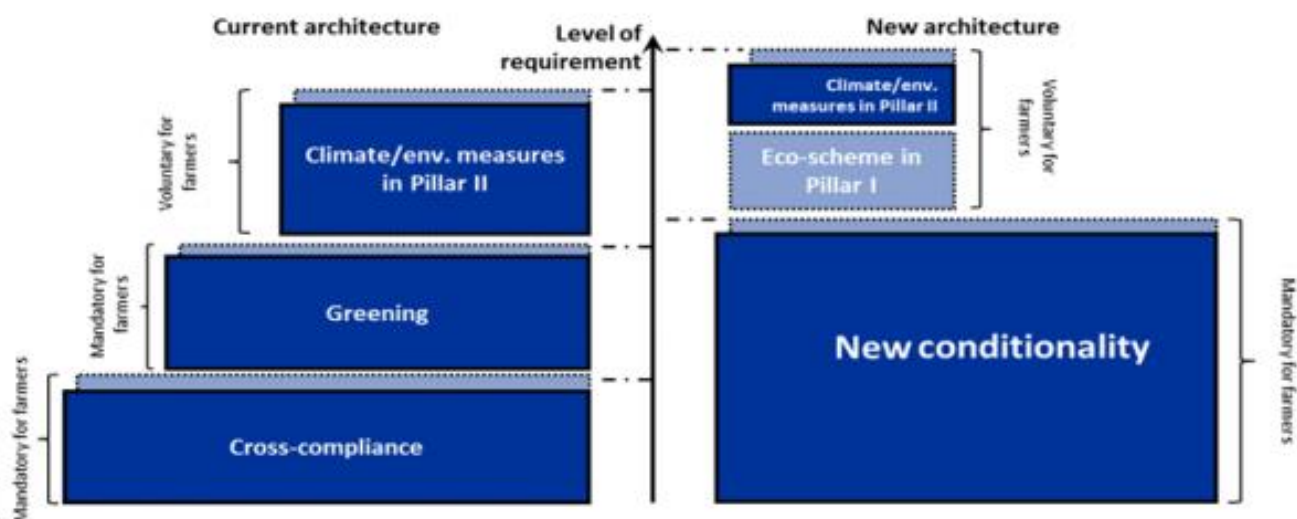 Current architecture
Level of
requirement
New architecture
Voluntary for
farmers
Climate/env. measures
in Pillar II
Mandatory for
farmers
Greening
Mandatory for farmers
Cross-compliance
Climate/env.
measures in Pillar II
Eco-scheme in
Pillar I
Voluntary for
farmers
New conditionality
Mandatory for farmers